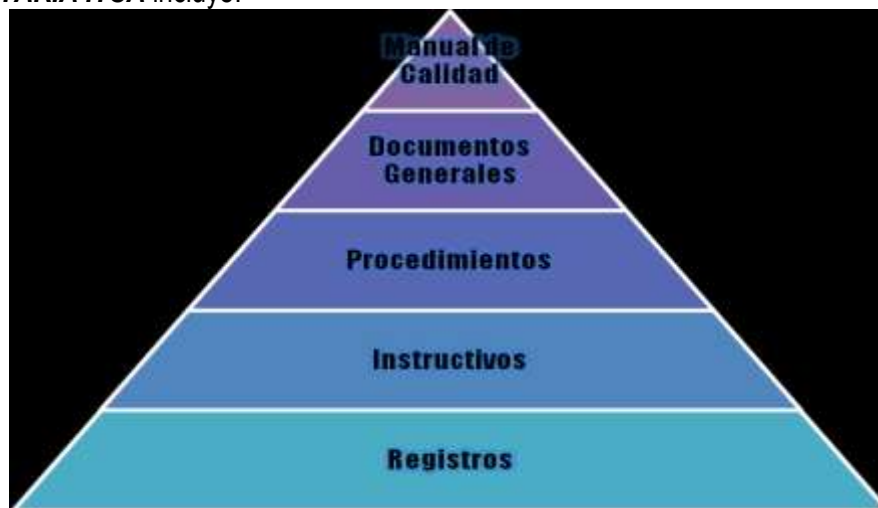 incluye:
Manual de
Calidad
Documentos
Generales
Procedimientos
Instructivos
Registros